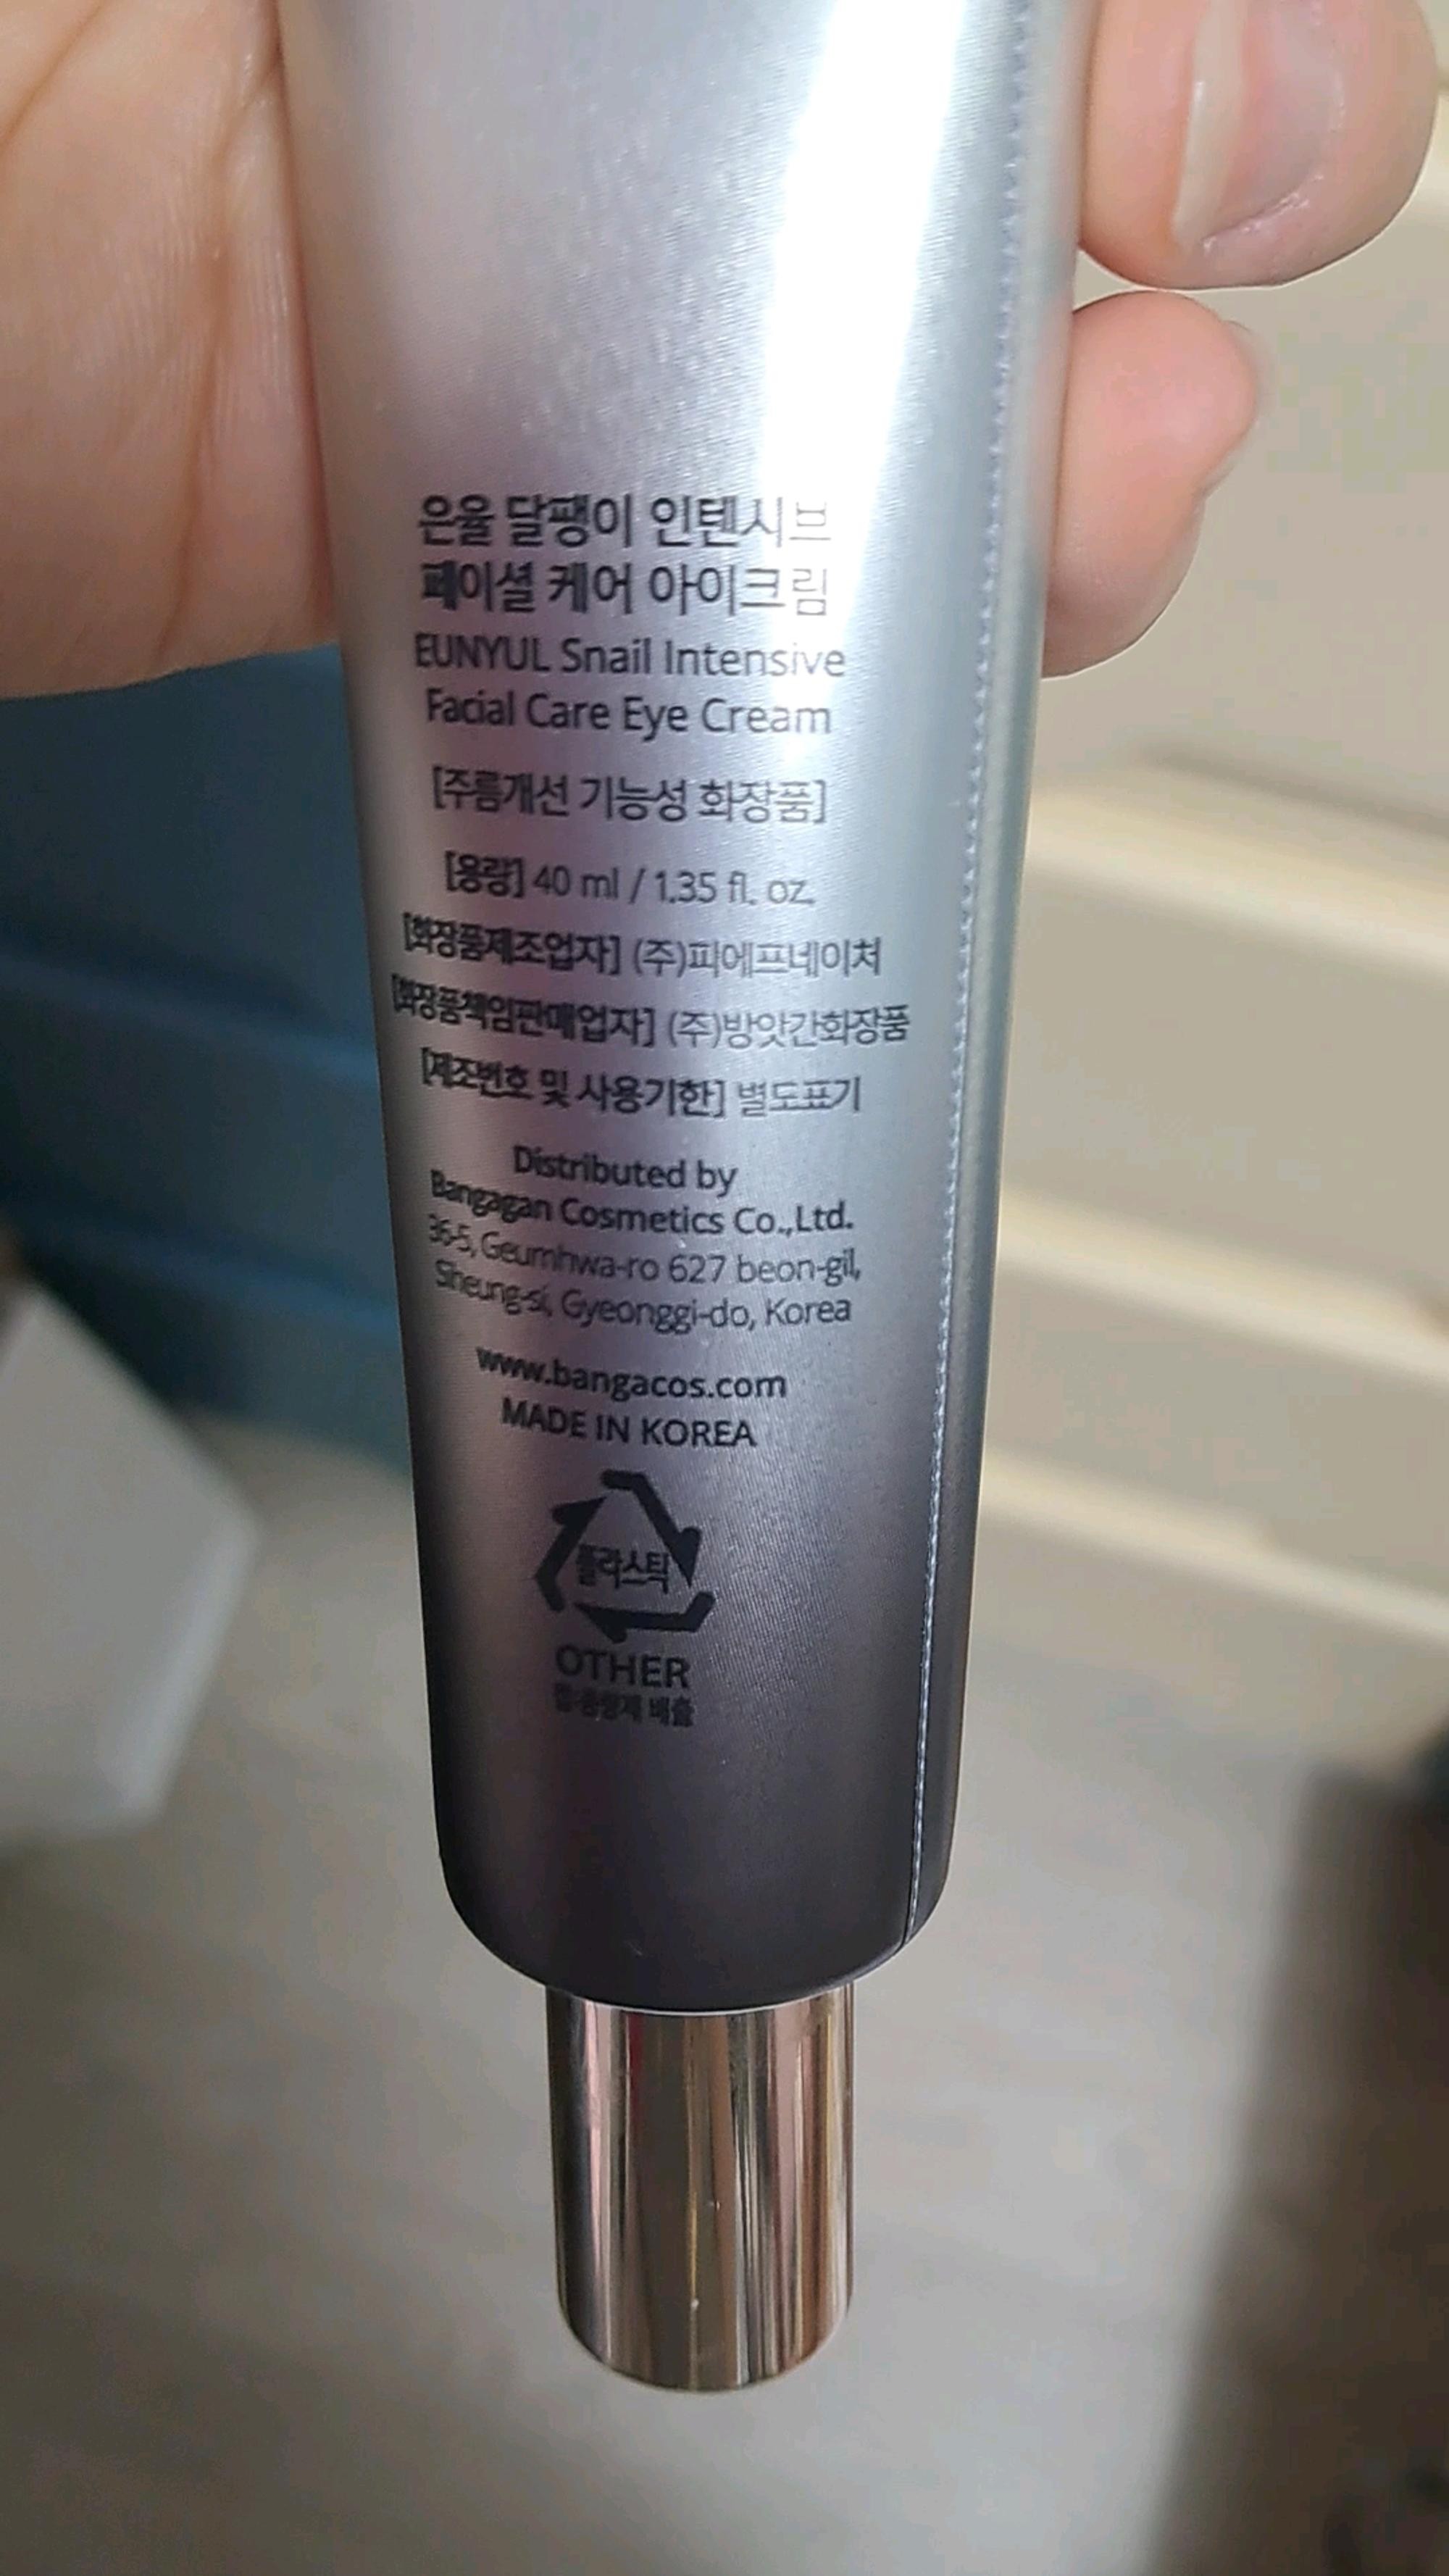 은율 달팽이 인텐시브
페이셜 케어 아이크림
EUNYUL Snail Intensive
Facial Care Eye Cream
[주름개선 기능성 화장품]
[용량] 40 ml / 1.35 fl. oz.
[화장품제조업자] (주)피에프네이처
[화장품책임판매업자] (주)방앗간화장품
[제조번호 및 사용기한] 별도표기
Distributed by
Bangagan Cosmetics Co.,Ltd.
36-5, Geumhwa-ro 627 beon-gil,
Siheung-si, Gyeonggi-do, Korea
www.bangacos.com
MADE IN KOREA
플라스틱
OTHER
배출